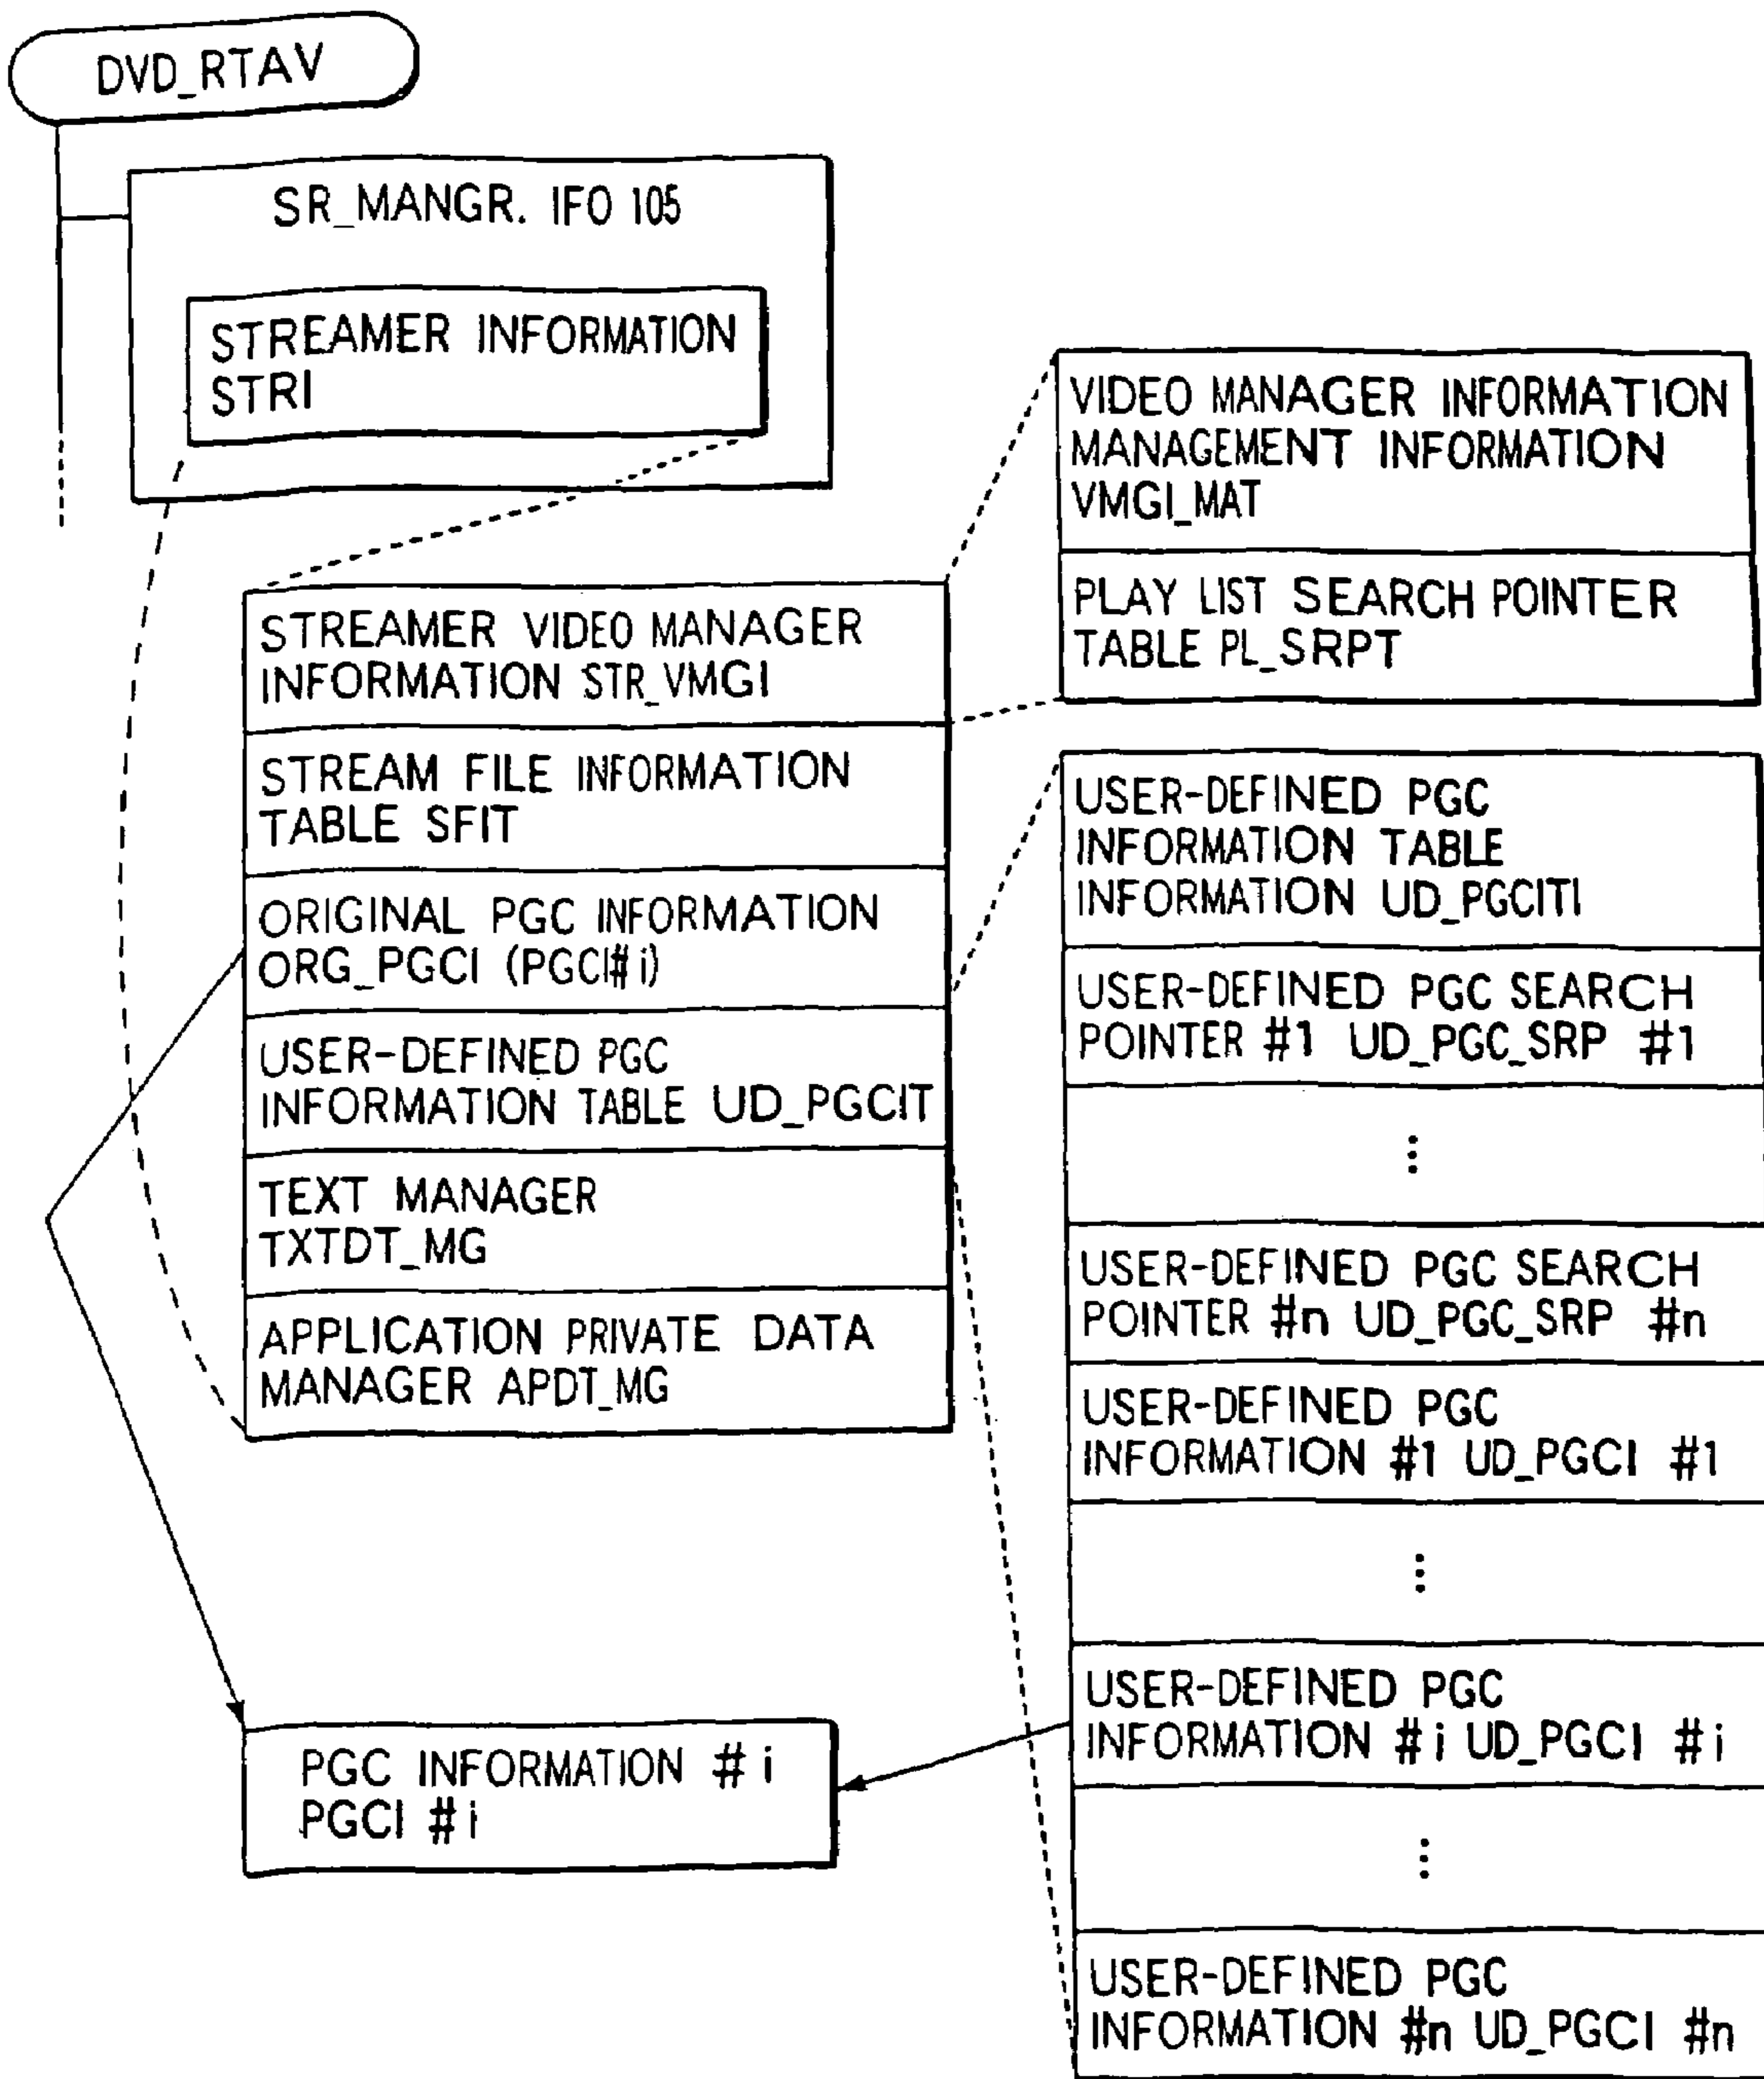 DVD_RTAV
SR_MANGR. IFO 105
STREAMER INFORMATION
STRI
STREAMER VIDEO MANAGER
INFORMATION STR_VMGI
STREAM FILE INFORMATION
TABLE SFIT
ORIGINAL PGC INFORMATION
ORG_PGCI (PGCI#i)
USER-DEFINED PGC
INFORMATION TABLE UD_PGCIT
TEXT MANAGER
TXTDT_MG
APPLICATION PRIVATE DATA
MANAGER APDT_MG
PGC INFORMATION #i
PGCI #i
VIDEO MANAGER INFORMATION
MANAGEMENT INFORMATION
VMGI_MAT
PLAY LIST SEARCH POINTER
TABLE PL_SRPT
USER-DEFINED PGC
INFORMATION TABLE
INFORMATION UD_PGCITI
USER-DEFINED PGC SEARCH
POINTER #1 UD_PGC_SRP #1
⋮
USER-DEFINED PGC SEARCH
POINTER #n UD_PGC_SRP #n
USER-DEFINED PGC
INFORMATION #1 UD_PGCI #1
⋮
USER-DEFINED PGC
INFORMATION #i UD_PGCI #i
⋮
USER-DEFINED PGC
INFORMATION #n UD_PGCI #n